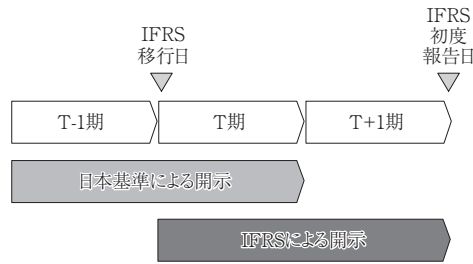 IFRS
移行日
IFRS
初度
報告日
T-1期
T期
T+1期
日本基準による開示
IFRSによる開示